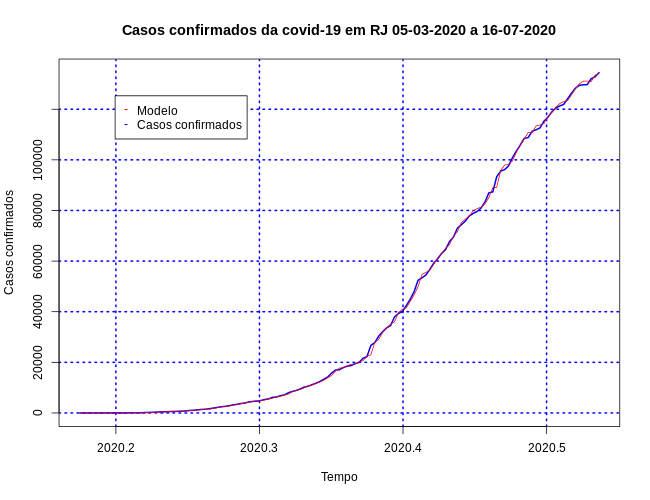 Casos confirmados da covid-19 em RJ 05-03-2020 a 16-07-2020
Modelo
Casos confirmados
Casos confirmados
100000
80000
60000
40000
20000
0
2020.2 2020.3 2020.4 2020.5
Tempo